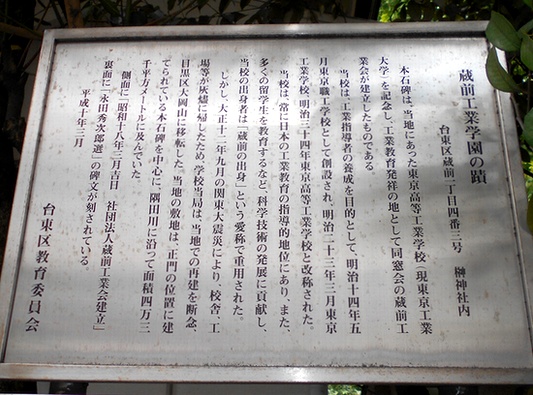 蔵前工業学園の蹟
台東区蔵前一丁目四番三号 榊神社内
本石碑は、当地にあった東京高等工業学校(現東京工業
大学)を記念し、工業教育発祥の地として同窓会の蔵前工
業会が建立したものである。
当校は、工業指導者の養成を目的として、明治十四年五
月東京職工学校として創設され、明治二十三年三月東京
工業学校、明治三十四年東京高等工業学校と改称された。
当校は、常に日本の工業教育の指導的地位にあり、また、
多くの留学生を教育するなど、科学技術の発展に貢献し、
当校の出身者は「蔵前の出身」という愛称で重用された。
しかし、大正十二年九月の関東大震災により、校舎、工
場等が灰燼に帰したため、学校当局は、当地での再建を断念、
目黒区大岡山に移転した。当地の敷地は、正門の位置に建
てられている本石碑を中心に、隅田川に沿って面積四万三
千平方メートルに及んでいた。
側面に「昭和十八年三月吉日 社団法人蔵前工業会建立」
裏面に「永田秀次郎選」の碑文が刻されている。
平成十年三月
台東区教育委員会